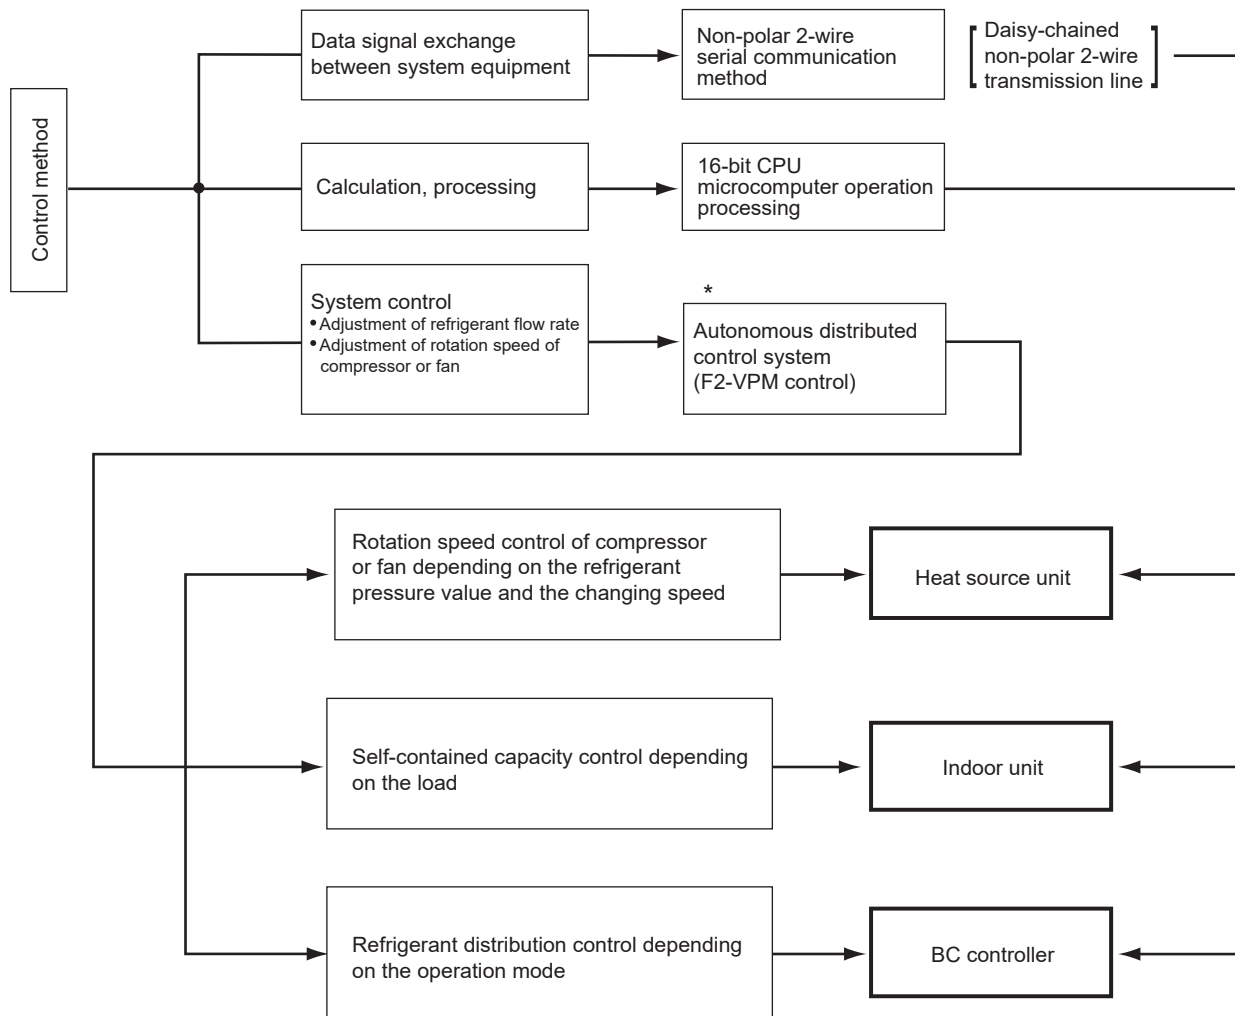 Control method
Data signal exchange
between system equipment
Non-polar 2-wire
serial communication
method
Daisy-chained
non-polar 2-wire
transmission line
Calculation, processing
16-bit CPU
microcomputer operation
processing
System control
•Adjustment of refrigerant flow rate
•Adjustment of rotation speed of
compressor or fan
*
Autonomous distributed
control system
(F2-VPM control)
Rotation speed control of compressor
or fan depending on the refrigerant
pressure value and the changing speed
Heat source unit
Self-contained capacity control depending
on the load
Indoor unit
Refrigerant distribution control depending
on the operation mode
BC controller